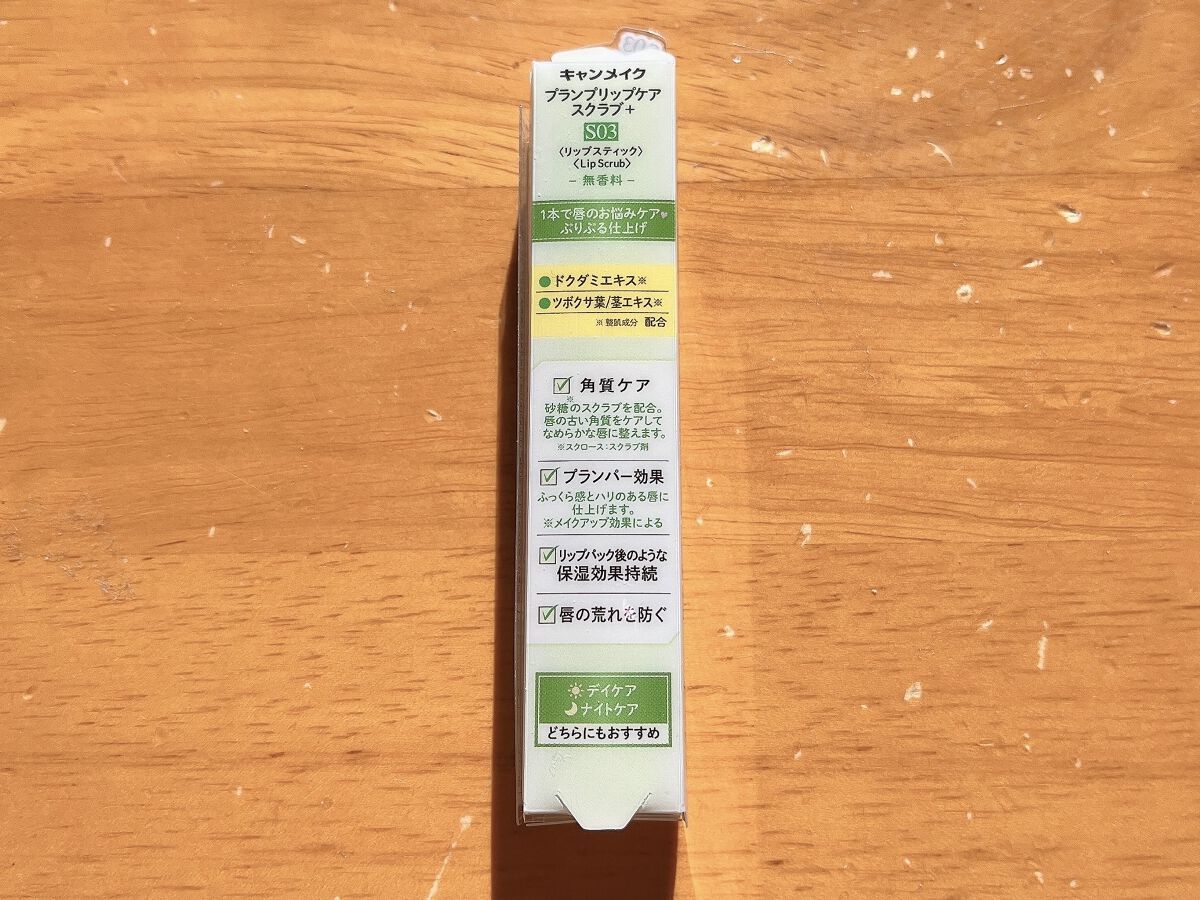 キャンメイク
プランプリップケア
スクラブ+
S03
〈リップスティック〉
〈Lip Scrub〉
– 無香料 –
1本で唇のお悩みケア
ぷりぷる仕上げ
●ドクダミエキス※
●ツボクサ葉/茎エキス※
※整肌成分 配合
角質ケア
※
砂糖のスクラブを配合。
唇の古い角質をケアして
なめらかな唇に整えます。
※スクロース:スクラブ剤
プランパー効果
ふっくら感とハリのある唇に
仕上げます。
※メイクアップ効果による
リップパック後のような
保湿効果持続
唇の荒れを防ぐ
デイケア
ナイトケア
どちらにもおすすめ